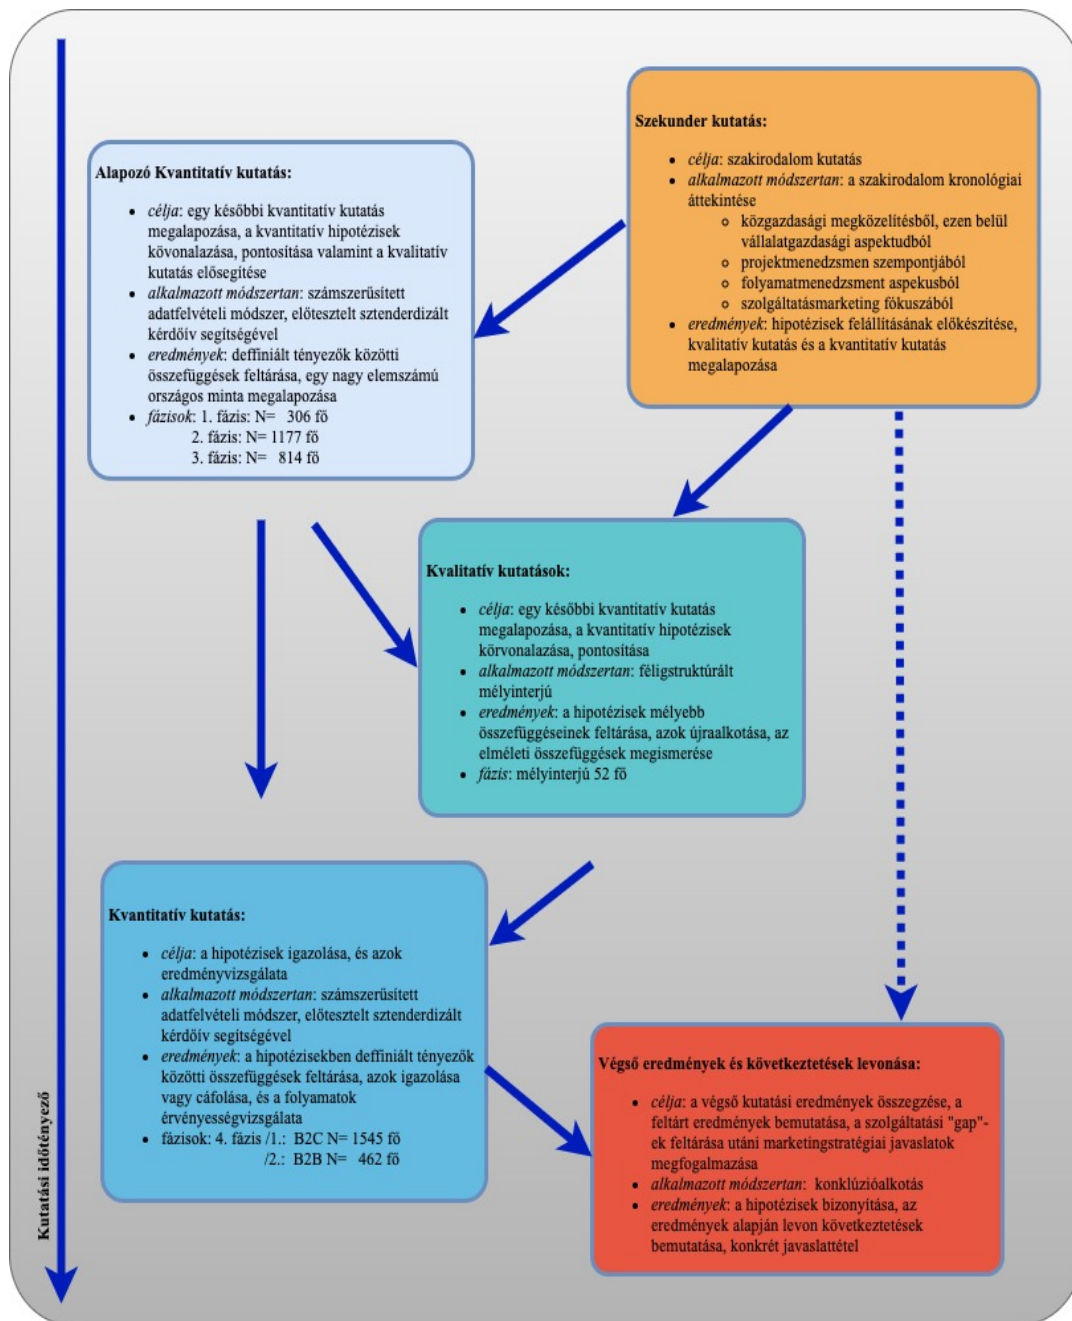 Szekunder kutatás:
• célja: szakirodalom kutatás
• alkalmazott módszertan: a szakirodalom kronológiai
áttekintése
○ közgazdasági megközelítésből, ezen belül
vállalatgazdasági aspektudból
○ projektmenedzsmen szempontjából
○ folyamatmenedzsment aspekusból
○ szolgáltatásmarketing fókuszából
• eredmények: hipotézisek felállításának előkészítése,
kvalitatív kutatás és a kvantitatív kutatás
megalapozása
Alapozó Kvantitatív kutatás:
• célja: egy későbbi kvantitatív kutatás
megalapozása, a kvantitatív hipotézisek
kövonalazása, pontosítása valamint a kvalitatív
kutatás elősegítése
• alkalmazott módszertan: számszerűsített
adatfelvételi módszer, előtesztelt sztenderdizált
kérdőív segítségével
• eredmények: deffiniált tényezők közötti
összefüggések feltárása, egy nagy elemszámú
országos minta megalapozása
• fázisok: 1. fázis: N= 306 fő
2. fázis: N= 1177 fő
3. fázis: N= 814 fő
Kvalitatív kutatások:
• célja: egy későbbi kvantitatív kutatás
megalapozása, a kvantitatív hipotézisek
körvonalazása, pontosítása
• alkalmazott módszertan: féligstruktúrált
mélyinterjú
• eredmények: a hipotézisek mélyebb
összefüggéseinek feltárása, azok újraalkotása, az
elméleti összefüggések megismerése
• fázis: mélyinterjú 52 fő
Kvantitatív kutatás:
• célja: a hipotézisek igazolása, és azok
eredményvizsgálata
• alkalmazott módszertan: számszerűsített
adatfelvételi módszer, előtesztelt sztenderdizált
kérdőív segítségével
• eredmények: a hipotézisekben deffiniált tényezők
közötti összefüggések feltárása, azok igazolása
vagy cáfolása, és a folyamatok
érvényességvizsgálata
• fázisok: 4. fázis /1.: B2C N= 1545 fő
/2.: B2B N= 462 fő
Végső eredmények és következtetések levonása:
• célja: a végső kutatási eredmények összegzése, a
feltárt eredmények bemutatása, a szolgáltatási "gap"-
ek feltárása utáni marketingstratégiai javaslatok
megfogalmazása
• alkalmazott módszertan: konklúzióalkotás
• eredmények: a hipotézisek bizonyítása, az
eredmények alapján levon következtetések
bemutatása, konkrét javaslattétel
Kutatási időtényező